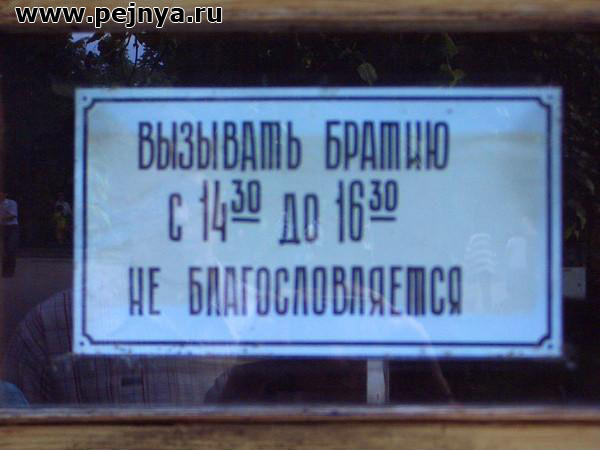 www.pejnya.ru
ВЫЗЫВАТЬ БРАТИЮ
С 14³⁰ ДО 16³⁰
НЕ БЛАГОСЛОВЛЯЕТСЯ